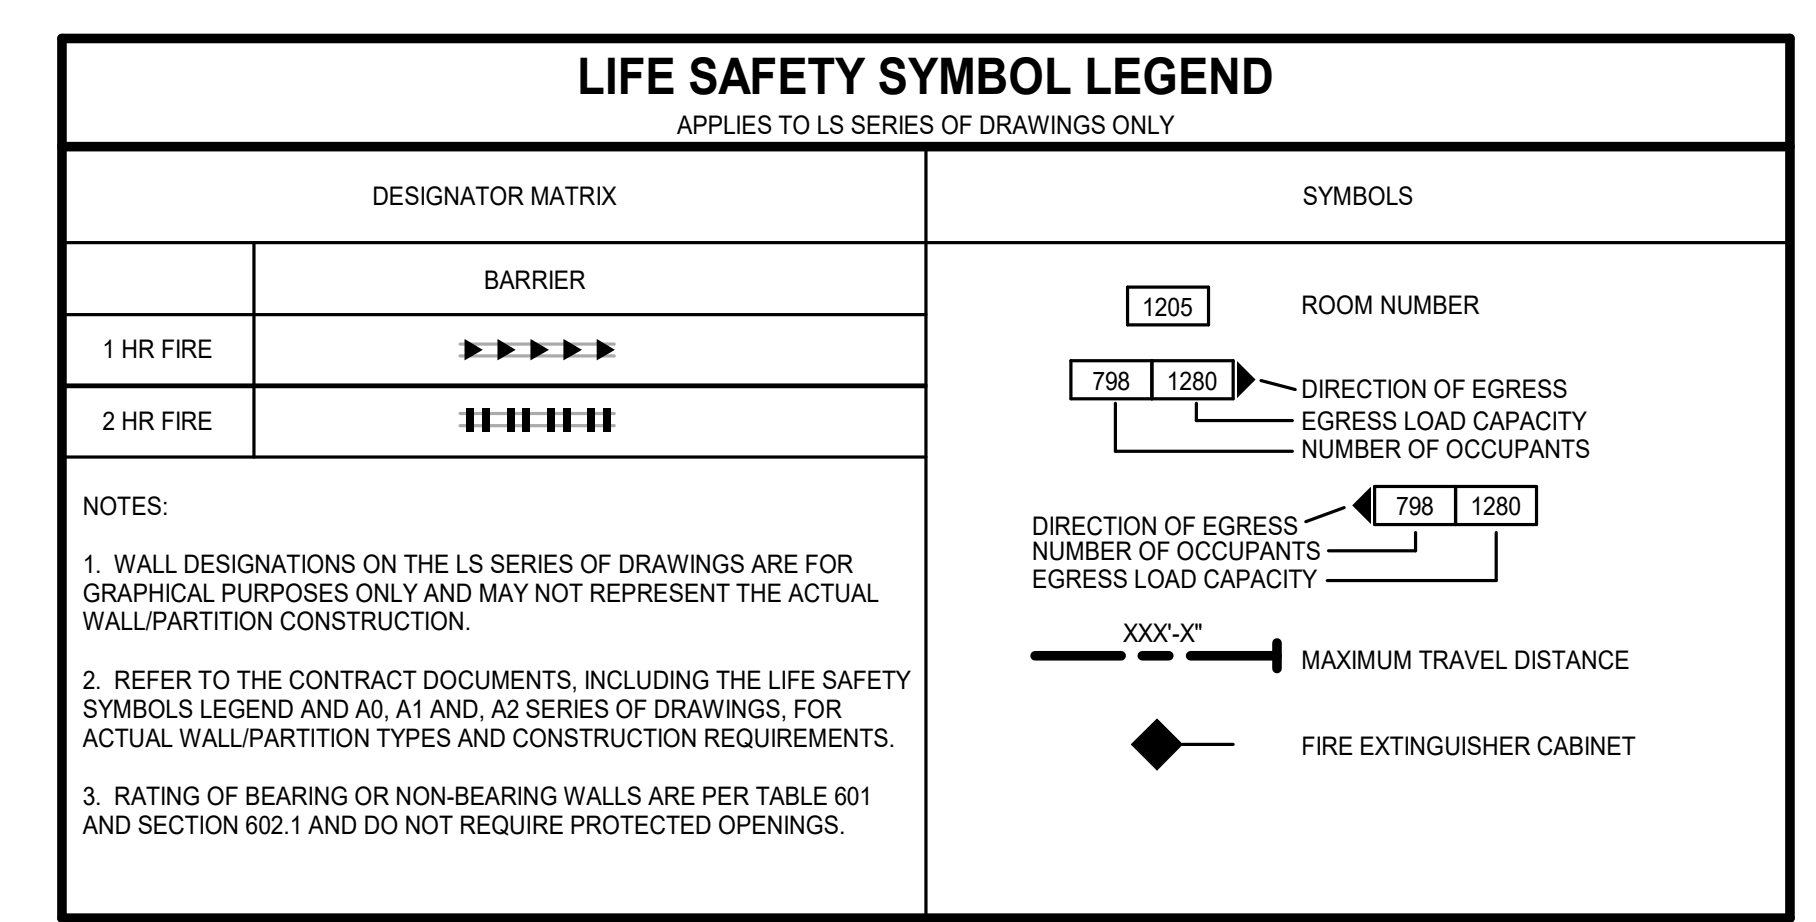 LIFE SAFETY SYMBOL LEGEND
APPLIES TO LS SERIES OF DRAWINGS ONLY
DESIGNATOR MATRIX
BARRIER
1 HR FIRE
2 HR FIRE
NOTES:
1. WALL DESIGNATIONS ON THE LS SERIES OF DRAWINGS ARE FOR
GRAPHICAL PURPOSES ONLY AND MAY NOT REPRESENT THE ACTUAL
WALL/PARTITION CONSTRUCTION.
2. REFER TO THE CONTRACT DOCUMENTS, INCLUDING THE LIFE SAFETY
SYMBOLS LEGEND AND A0, A1 AND, A2 SERIES OF DRAWINGS, FOR
ACTUAL WALL/PARTITION TYPES AND CONSTRUCTION REQUIREMENTS.
3. RATING OF BEARING OR NON-BEARING WALLS ARE PER TABLE 601
AND SECTION 602.1 AND DO NOT REQUIRE PROTECTED OPENINGS.
SYMBOLS
1205 ROOM NUMBER
798 1280
DIRECTION OF EGRESS
EGRESS LOAD CAPACITY
NUMBER OF OCCUPANTS
798 1280
DIRECTION OF EGRESS
NUMBER OF OCCUPANTS
EGRESS LOAD CAPACITY
XXX'-X"
MAXIMUM TRAVEL DISTANCE
FIRE EXTINGUISHER CABINET